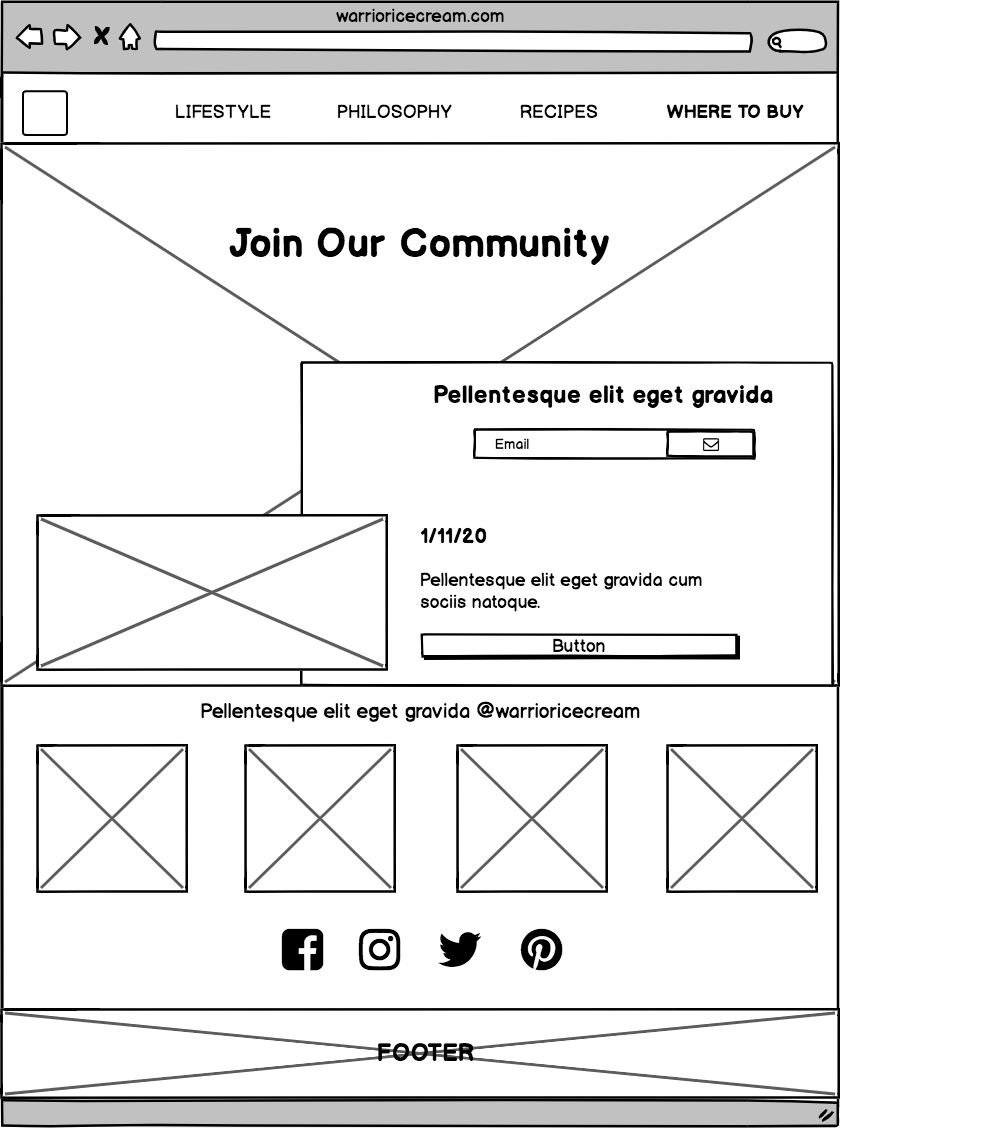 warrioricecream.com
LIFESTYLE PHILOSOPHY RECIPES WHERE TO BUY
Join Our Community
Pellentesque elit eget gravida
Email
1/11/20
Pellentesque elit eget gravida cum
sociis natoque.
Button
Pellentesque elit eget gravida @warrioricecream
FOOTER